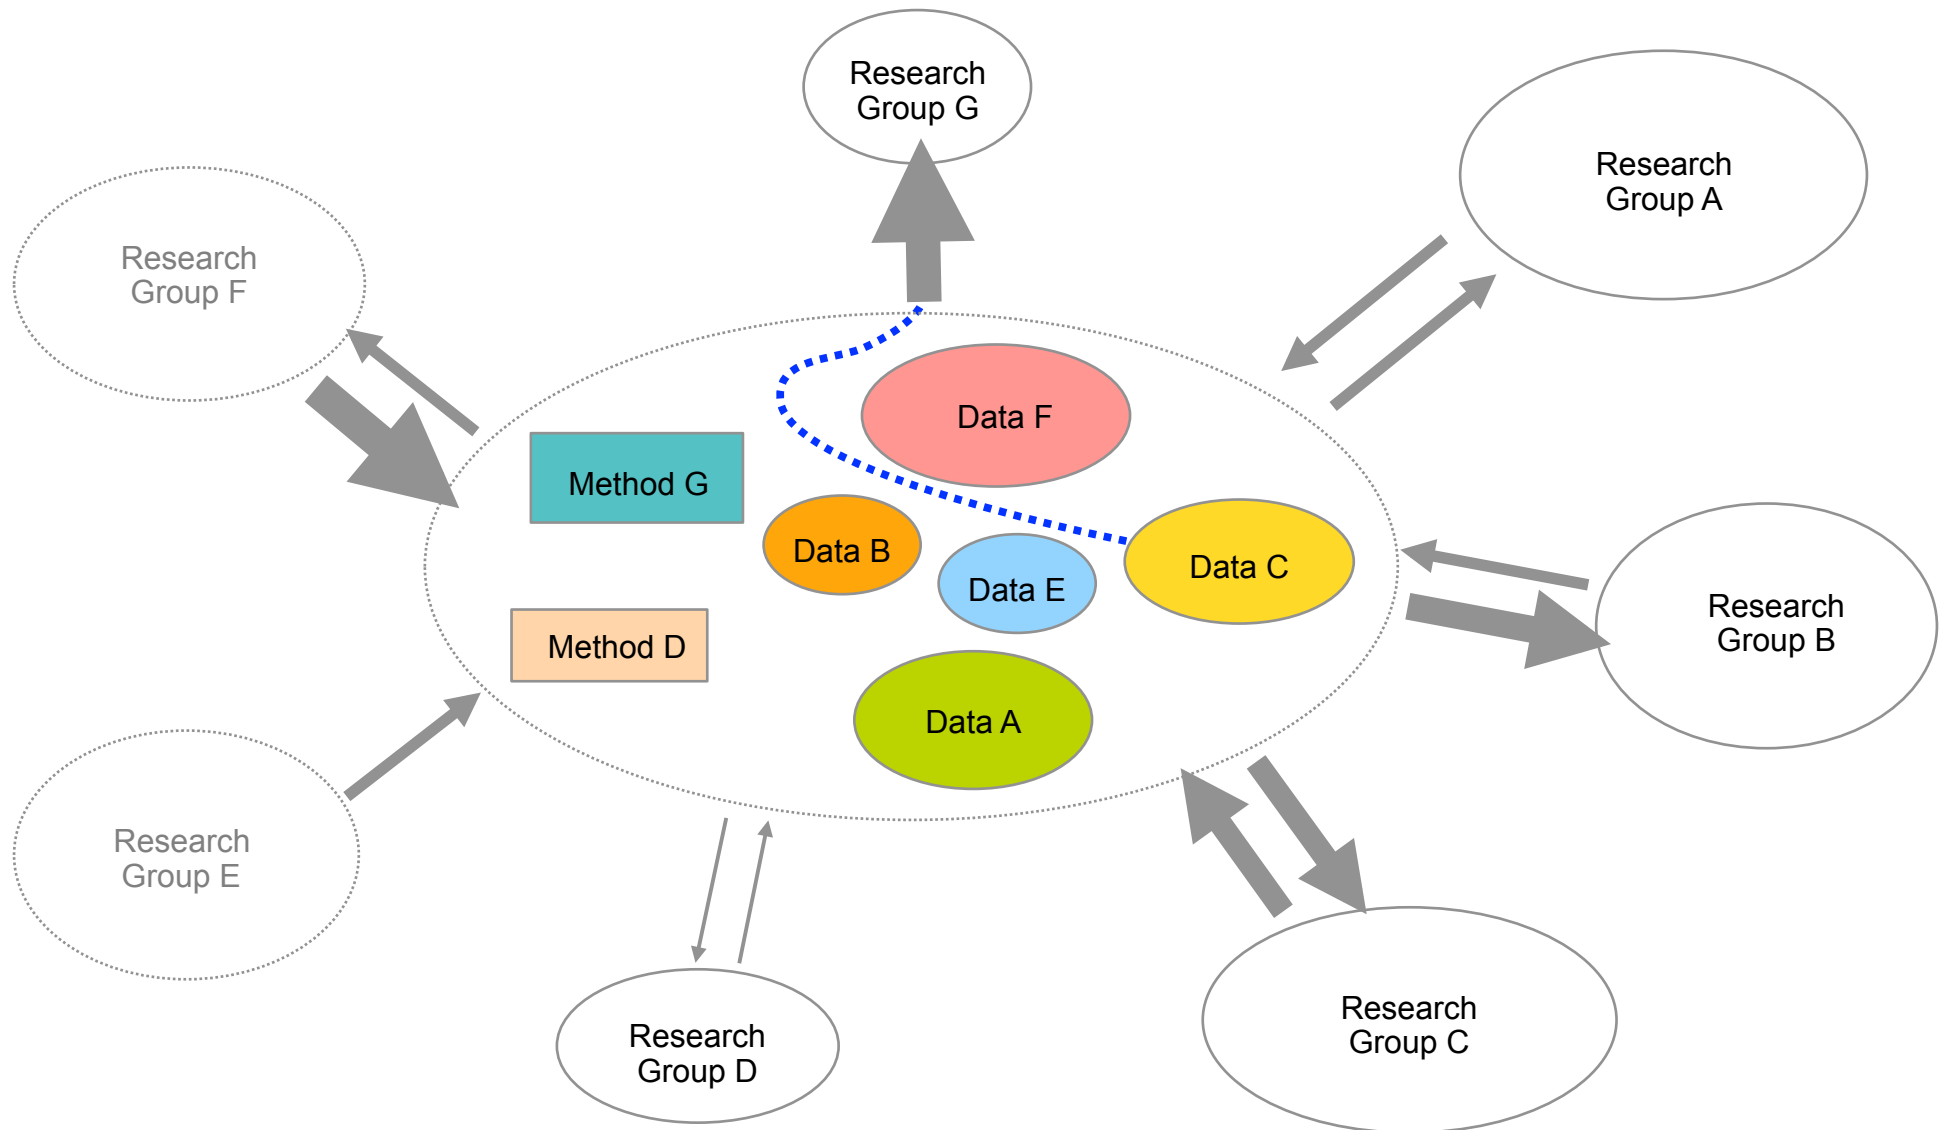 Research
Group G
Research
Group A
Research
Group F
Data F
Method G
Data B
Data E
Data C
Research
Group B
Method D
Data A
Research
Group E
Research
Group D
Research
Group C